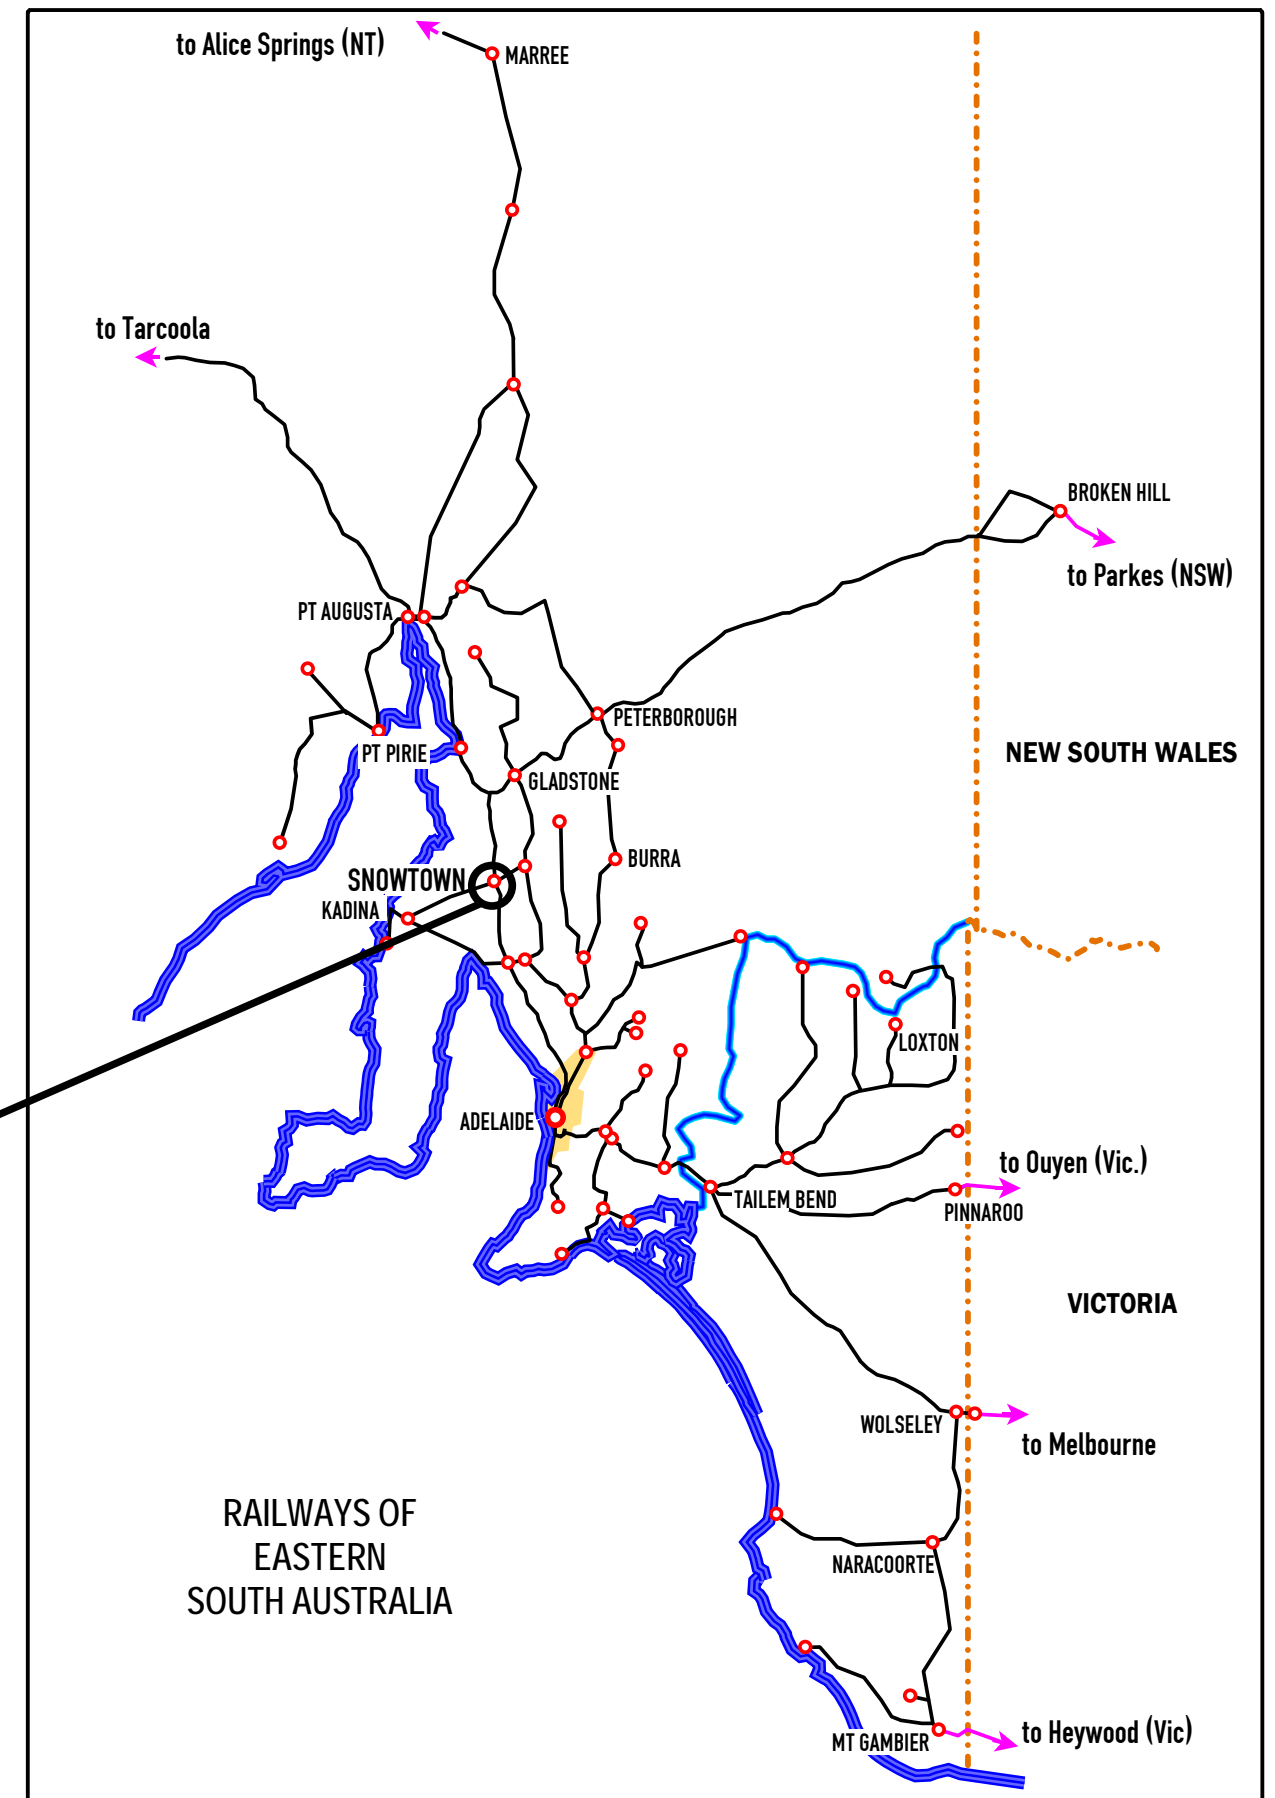 to Alice Springs (NT)
MARREE
to Tarcoola
BROKEN HILL
to Parkes (NSW)
PT AUGUSTA
PETERBOROUGH
NEW SOUTH WALES
PT PIRIE
GLADSTONE
BURRA
SNOWTOWN
KADINA
LOXTON
ADELAIDE
to Ouyen (Vic.)
TAILEM BEND
PINNAROO
VICTORIA
WOLSELEY
to Melbourne
RAILWAYS OF
EASTERN
SOUTH AUSTRALIA
NARACOORTE
to Heywood (Vic)
MT GAMBIER